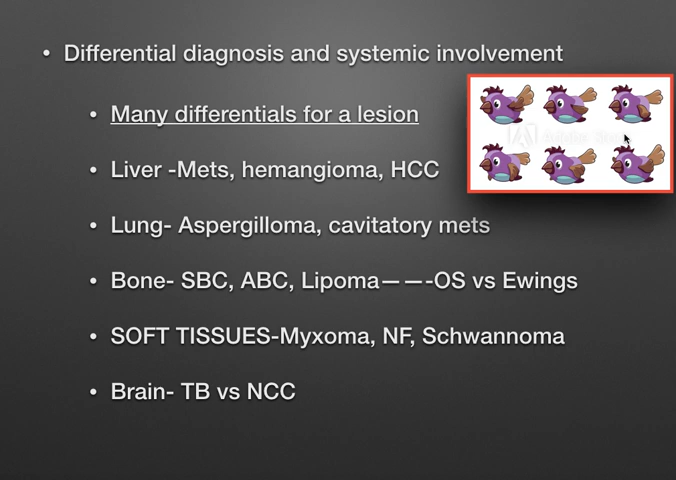 Differential diagnosis and systemic involvement
Many differentials for a lesion
Liver -Mets, hemangioma, HCC
Lung- Aspergilloma, cavitatory mets
Bone- SBC, ABC, Lipoma——-OS vs Ewings
SOFT TISSUES-Myxoma, NF, Schwannoma
Brain- TB vs NCC